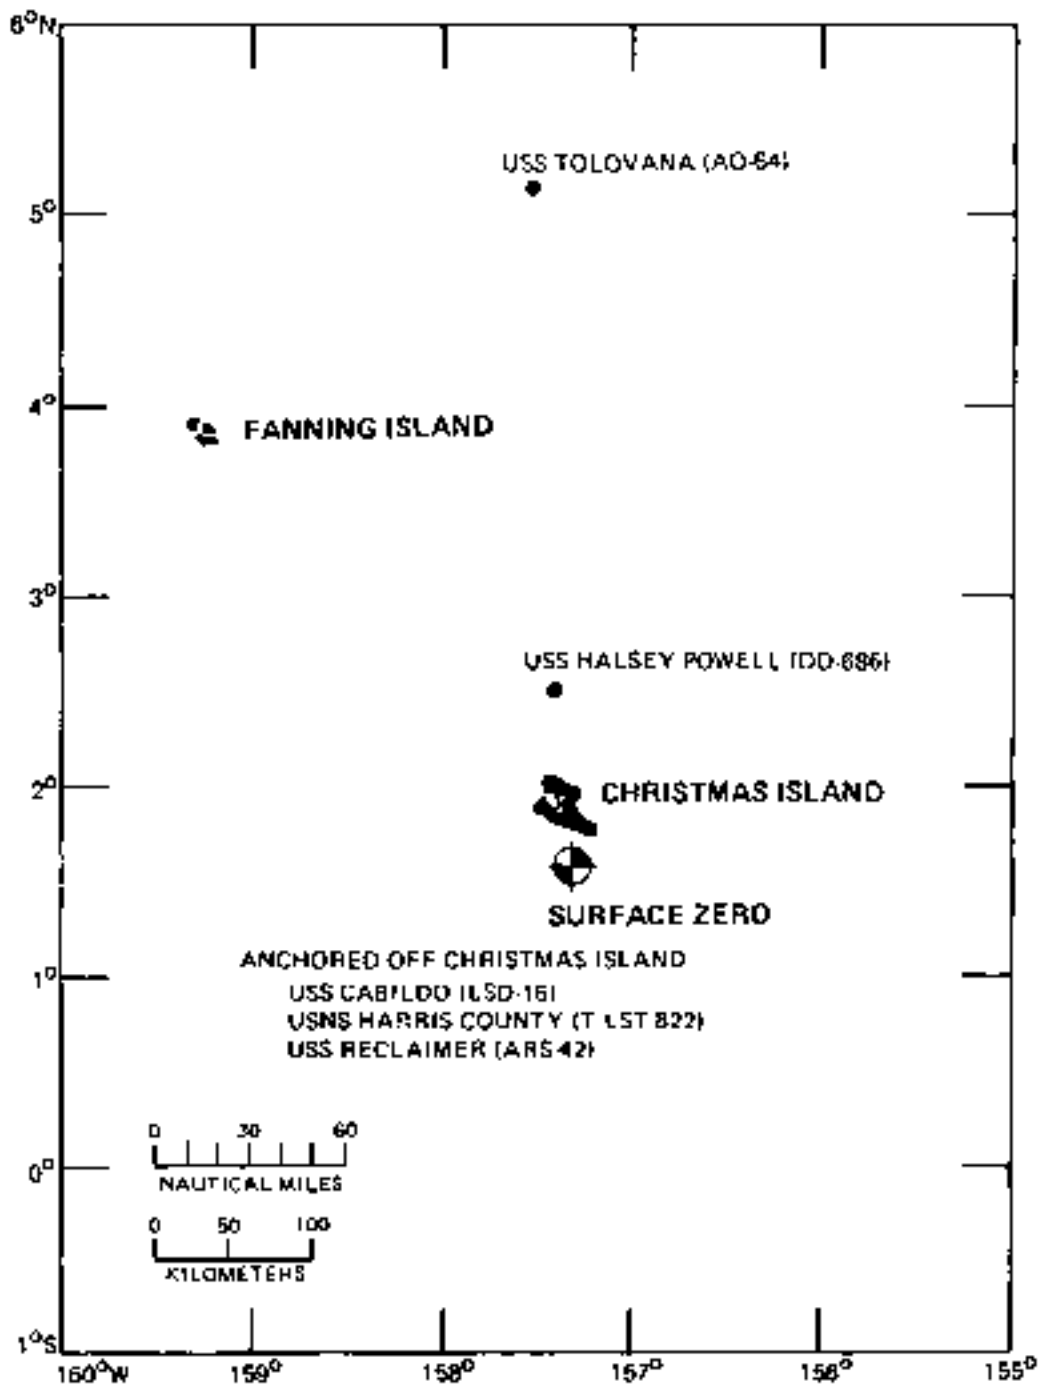 6°N
USS TOLOVANA (AO-64)
5°
4°
FANNING ISLAND
3°
USS HALSEY POWELL (DD-686)
2°
CHRISTMAS ISLAND
SURFACE ZERO
ANCHORED OFF CHRISTMAS ISLAND
1°
USS CABILDO (LSD-16)
USNS HARRIS COUNTY (T-LST 822)
USS RECLAIMER (ARS 42)
0 30 60
0°
NAUTICAL MILES
0 50 100
KILOMETERS
1°S
160°W 159° 158° 157° 156° 155°